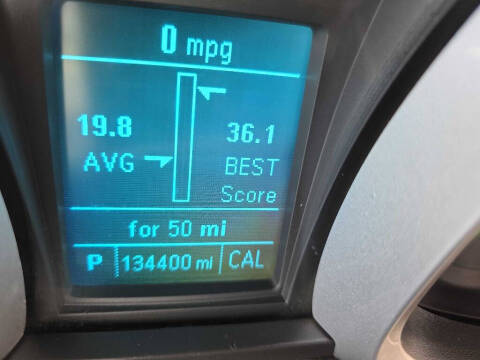 0 mpg
19.8
AVG
36.1
BEST
Score
for 50 mi
P 134400 mi CAL